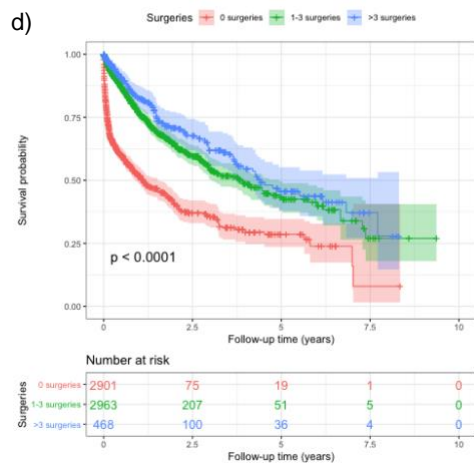 d)
Surgeries 0 surgeries 1-3 surgeries >3 surgeries
Survival probability
1.00
0.75
0.50
0.25
0.00
p < 0.0001
0 2.5 5 7.5 10
Follow-up time (years)
Number at risk
Surgeries
0 surgeries 2901 75 19 1 0
1-3 surgeries 2963 207 51 5 0
>3 surgeries 468 100 36 4 0
0 2.5 5 7.5 10
Follow-up time (years)